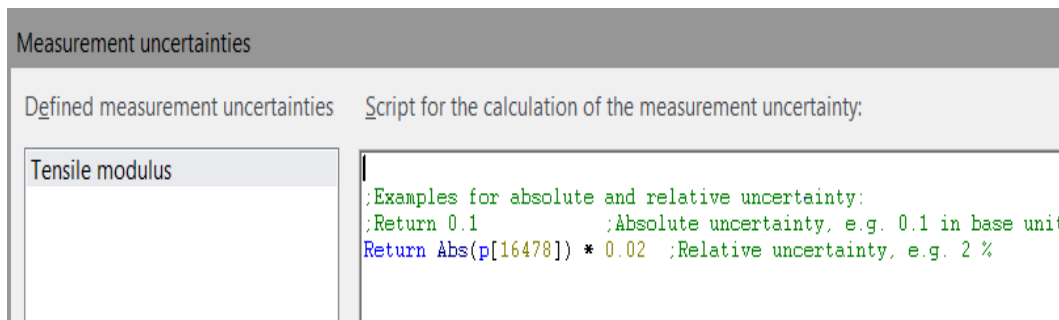 Measurement uncertainties
Defined measurement uncertainties
Script for the calculation of the measurement uncertainty:
Tensile modulus
;Examples for absolute and relative uncertainty:
;Return 0.1 ;Absolute uncertainty, e.g. 0.1 in base unit
Return Abs(p[16478]) * 0.02 ;Relative uncertainty, e.g. 2 %